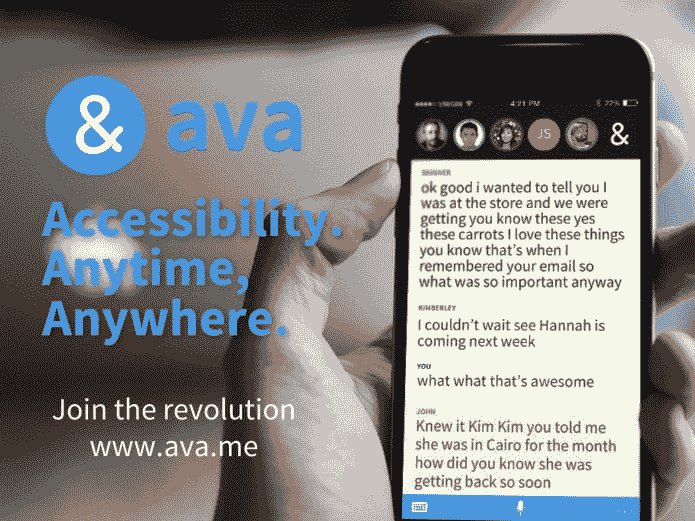 & ava
Accessibility.
Anytime,
Anywhere.
Join the revolution
www.ava.me
4:21 PM
22%
JS
&
ok good i wanted to tell you I
was at the store and we were
getting you know these yes
these carrots I love these things
you know that's when I
remembered your email so
what was so important anyway
KIMBERLEY
I couldn't wait see Hannah is
coming next week
YOU
what what that's awesome
JOHN
Knew it Kim Kim you told me
she was in Cairo for the month
how did you know she was
getting back so soon